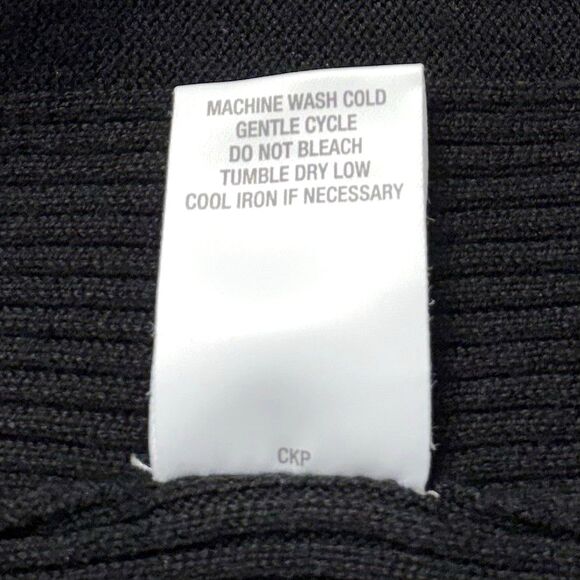 MACHINE WASH COLD
GENTLE CYCLE
DO NOT BLEACH
TUMBLE DRY LOW
COOL IRON IF NECESSARY
CKP